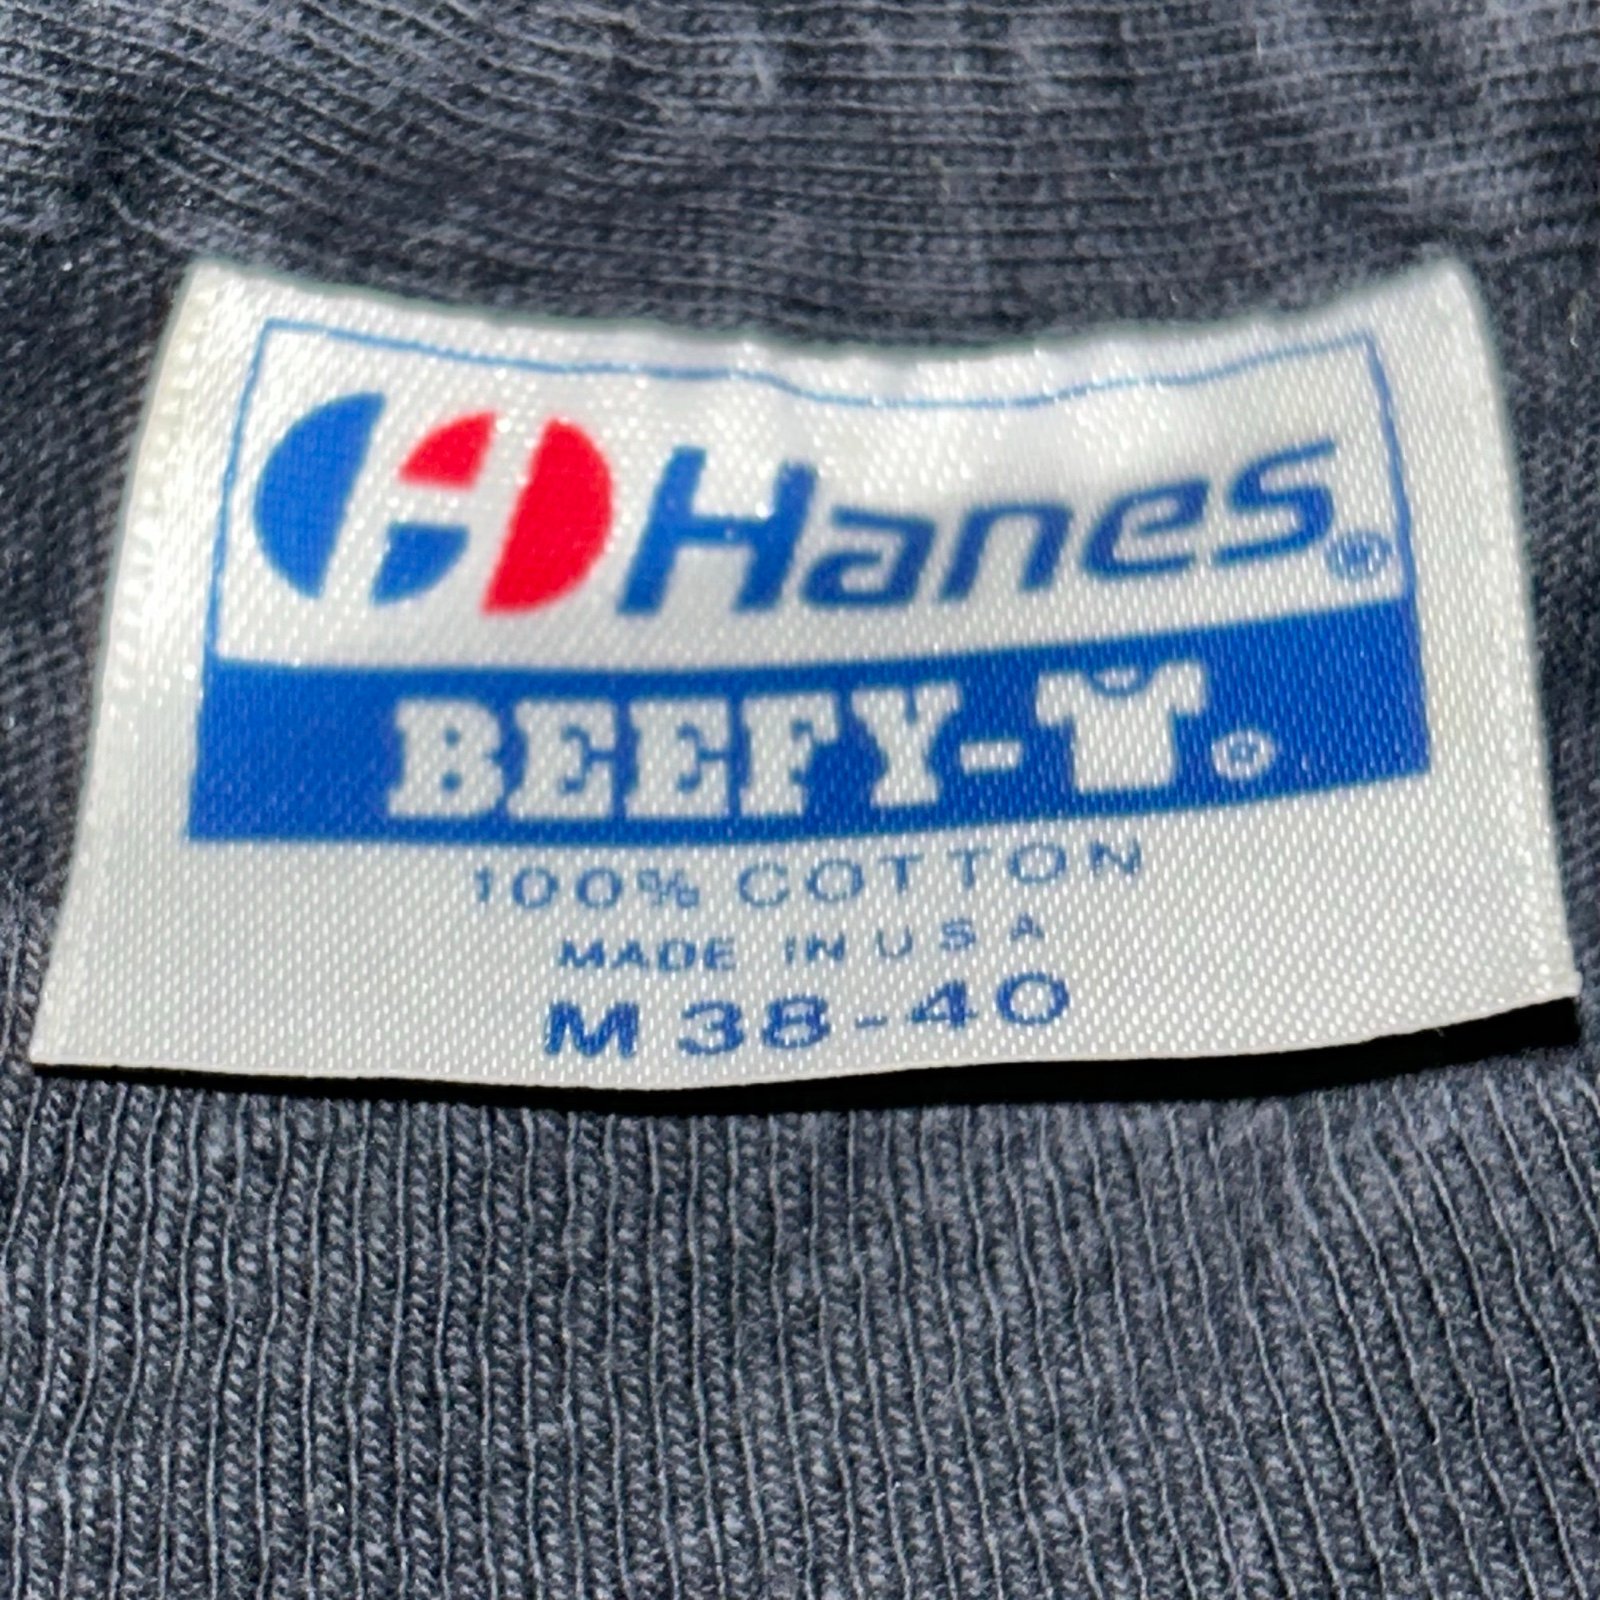 Hanes®
BEEFY-T®
100% COTTON
MADE IN USA
M 38-40